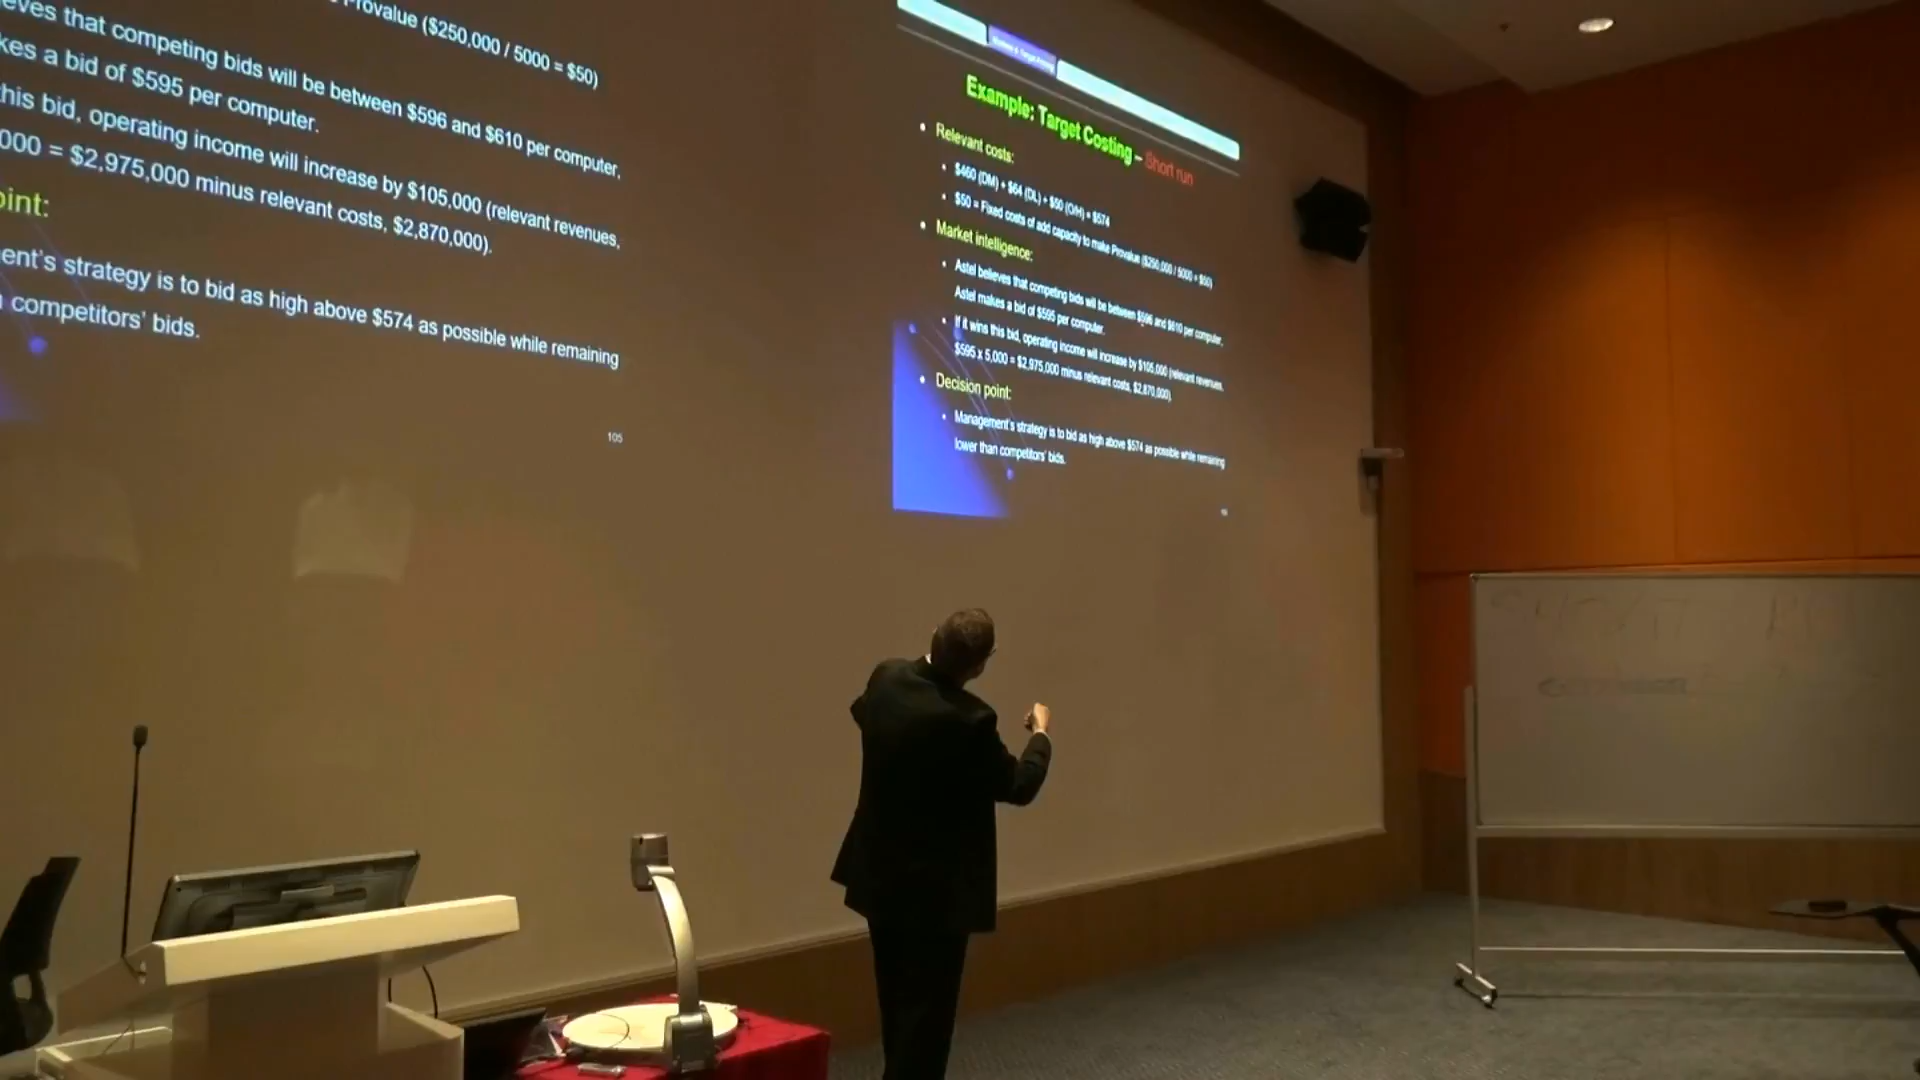 Provalue ($250,000 / 5000 = $50)
eves that competing bids will be between $596 and $610 per computer,
kes a bid of $595 per computer.
this bid, operating income will increase by $105,000 (relevant revenues,
000 = $2,975,000 minus relevant costs, $2,870,000).
oint:
ent's strategy is to bid as high above $574 as possible while remaining
competitors' bids.
105
Example: Target Costing – Short run
• Relevant costs:
• $460 (DM) + $64 (DL) + $50 (O/H) = $574
• $50 = Fixed costs of add capacity to make Provalue ($250,000 / 5000 = $50)
• Market intelligence:
• Astel believes that competing bids will be between $596 and $610 per computer,
Astel makes a bid of $595 per computer.
• If it wins this bid, operating income will increase by $105,000 (relevant revenues,
$595 x 5,000 = $2,975,000 minus relevant costs, $2,870,000).
• Decision point:
• Management's strategy is to bid as high above $574 as possible while remaining
lower than competitors' bids.